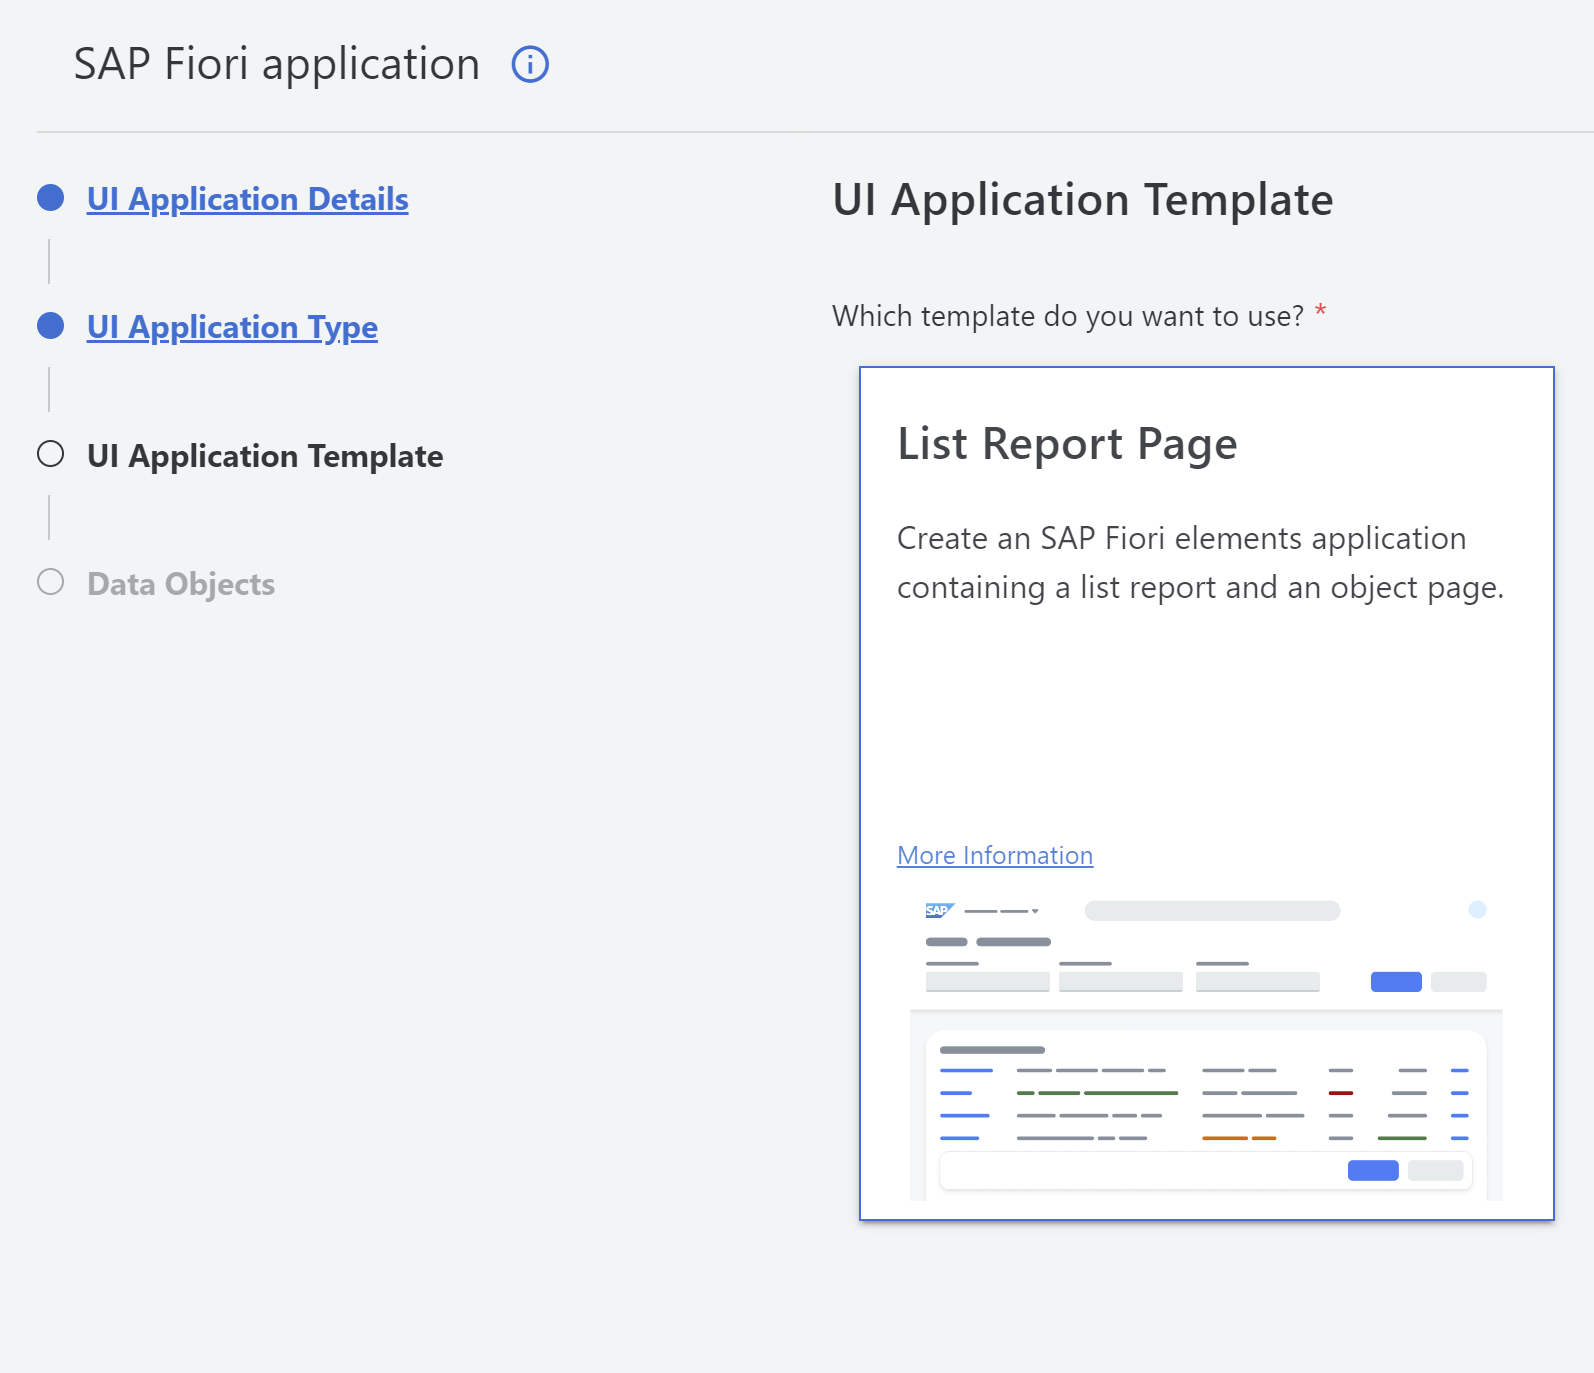 SAP Fiori application
UI Application Details
UI Application Type
UI Application Template
Data Objects
UI Application Template
Which template do you want to use? *
List Report Page
Create an SAP Fiori elements application
containing a list report and an object page.
More Information
SAP